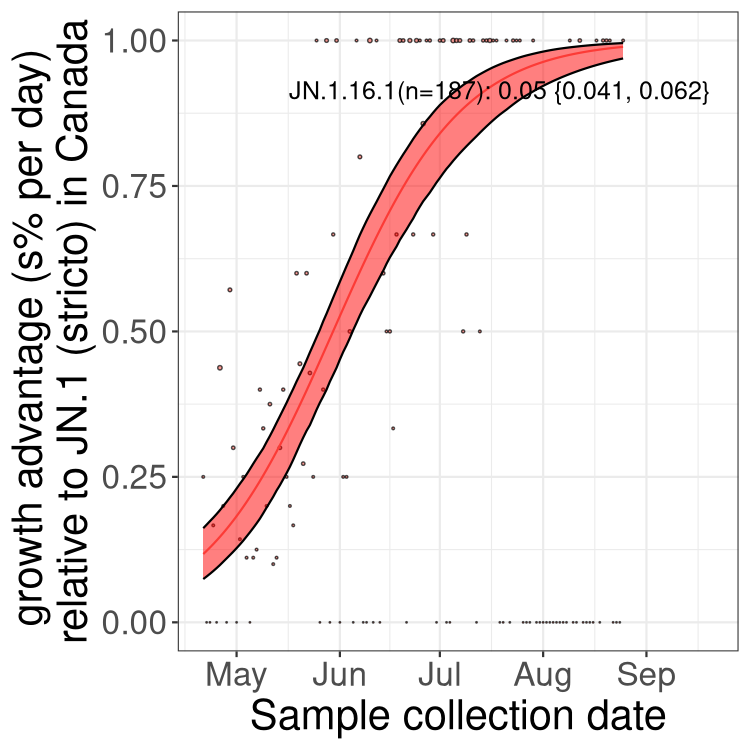 growth advantage (s% per day)
relative to JN.1 (stricto) in Canada
1.00
0.75
0.50
0.25
0.00
JN.1.16.1(n=187): 0.05 {0.041, 0.062}
May Jun Jul Aug Sep
Sample collection date